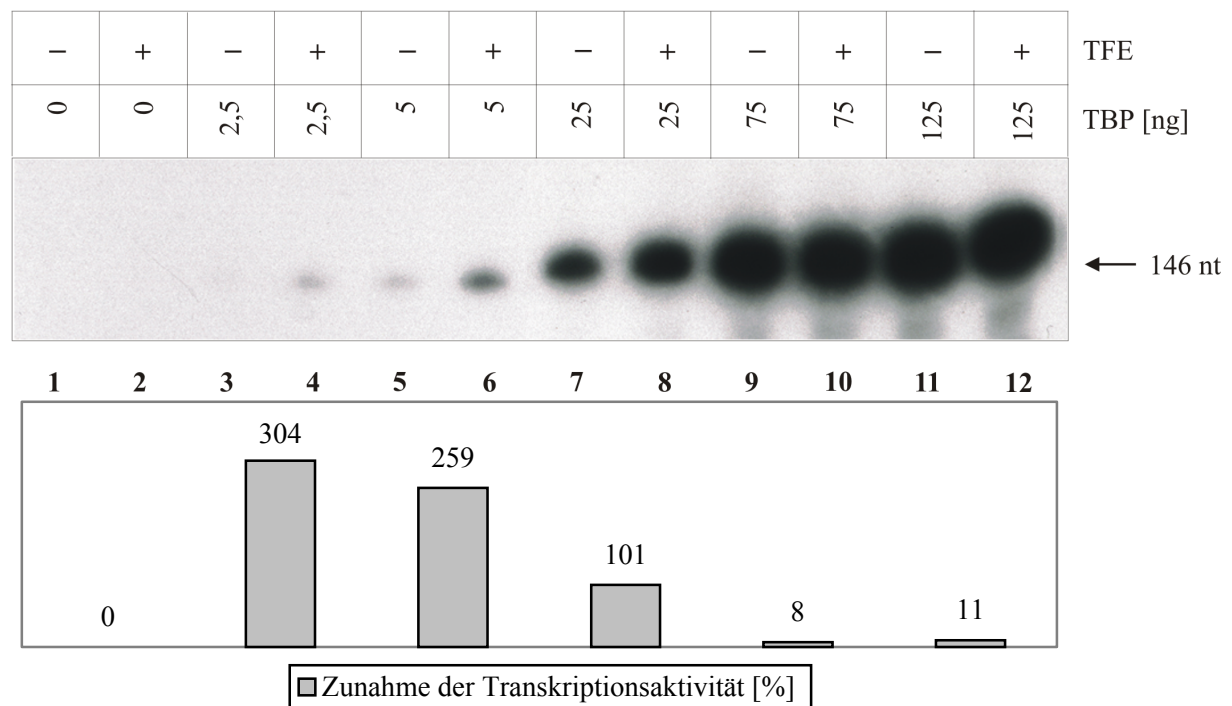 − + − + − + − + − + − + TFE
0 0 2,5 2,5 5 5 25 25 75 75 125 125 TBP [ng]
146 nt
1 2 3 4 5 6 7 8 9 10 11 12
304
259
101
0
8
11
Zunahme der Transkriptionsaktivität [%]